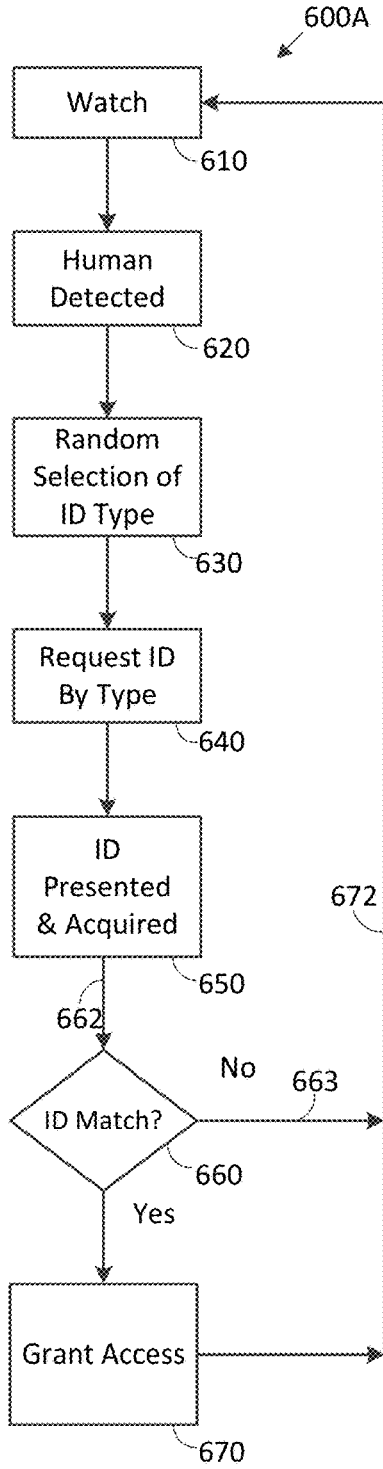 600A
Watch
610
Human
Detected
620
Random
Selection of
ID Type
630
Request ID
By Type
640
ID
Presented
& Acquired
672
650
662
No
663
ID Match?
660
Yes
Grant Access
670